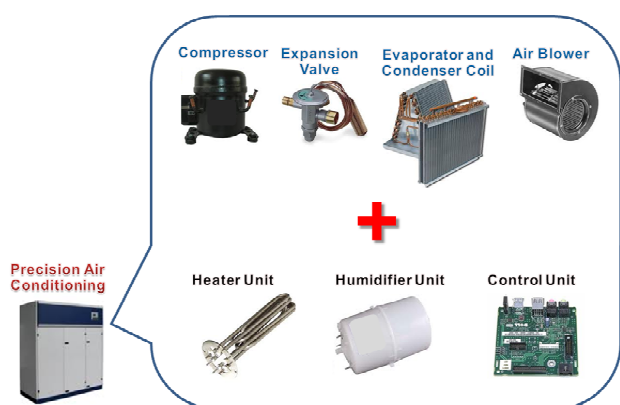 Compressor
Expansion
Valve
Evaporator and
Condenser Coil
Air Blower
Precision Air
Conditioning
Heater Unit
Humidifier Unit
Control Unit